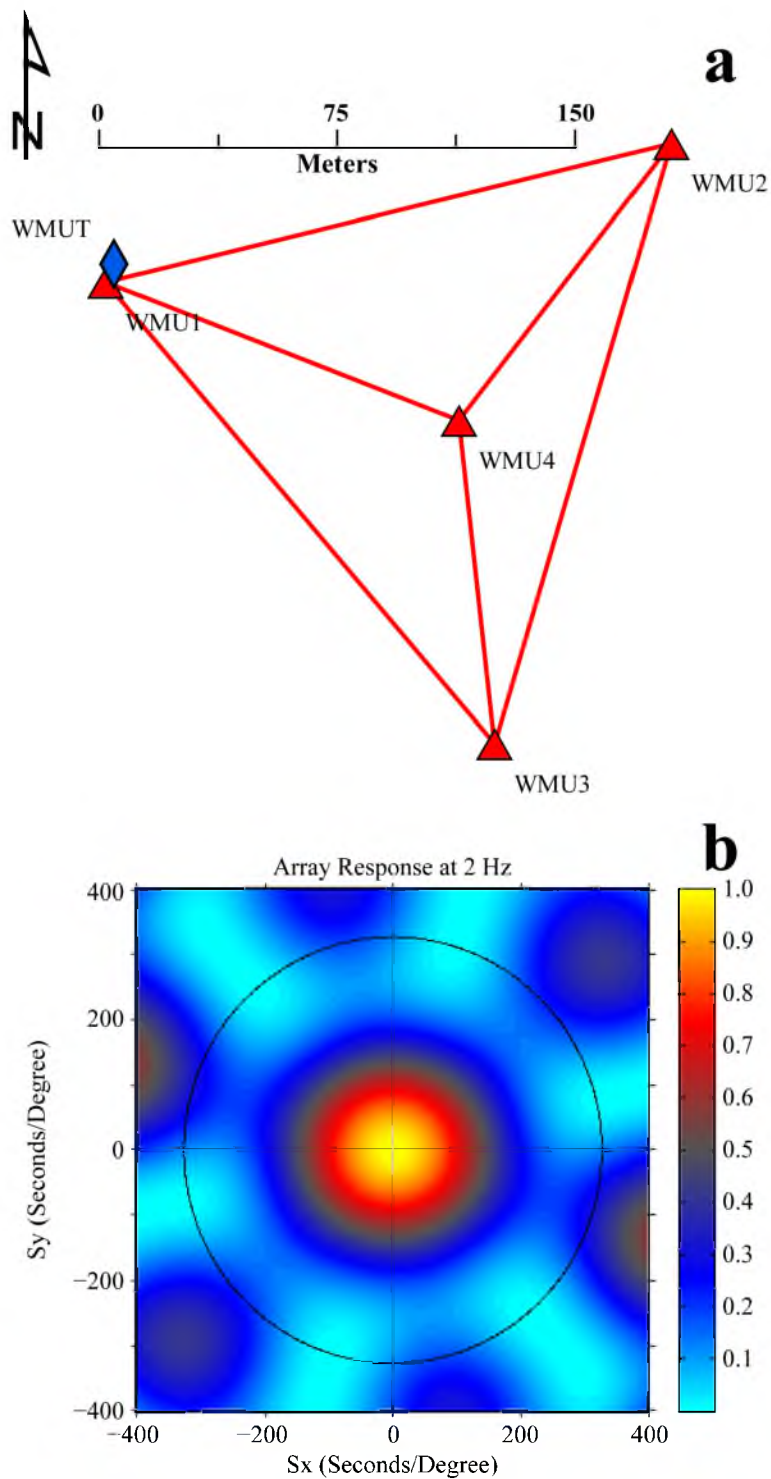 a
N
0 75 150
Meters
WMU2
WMUT
WMU1
WMU4
WMU3
b
Array Response at 2 Hz
400
200
0
−200
−400
Sy (Seconds/Degree)
−400 −200 0 200 400
Sx (Seconds/Degree)
1.0
0.9
0.8
0.7
0.6
0.5
0.4
0.3
0.2
0.1